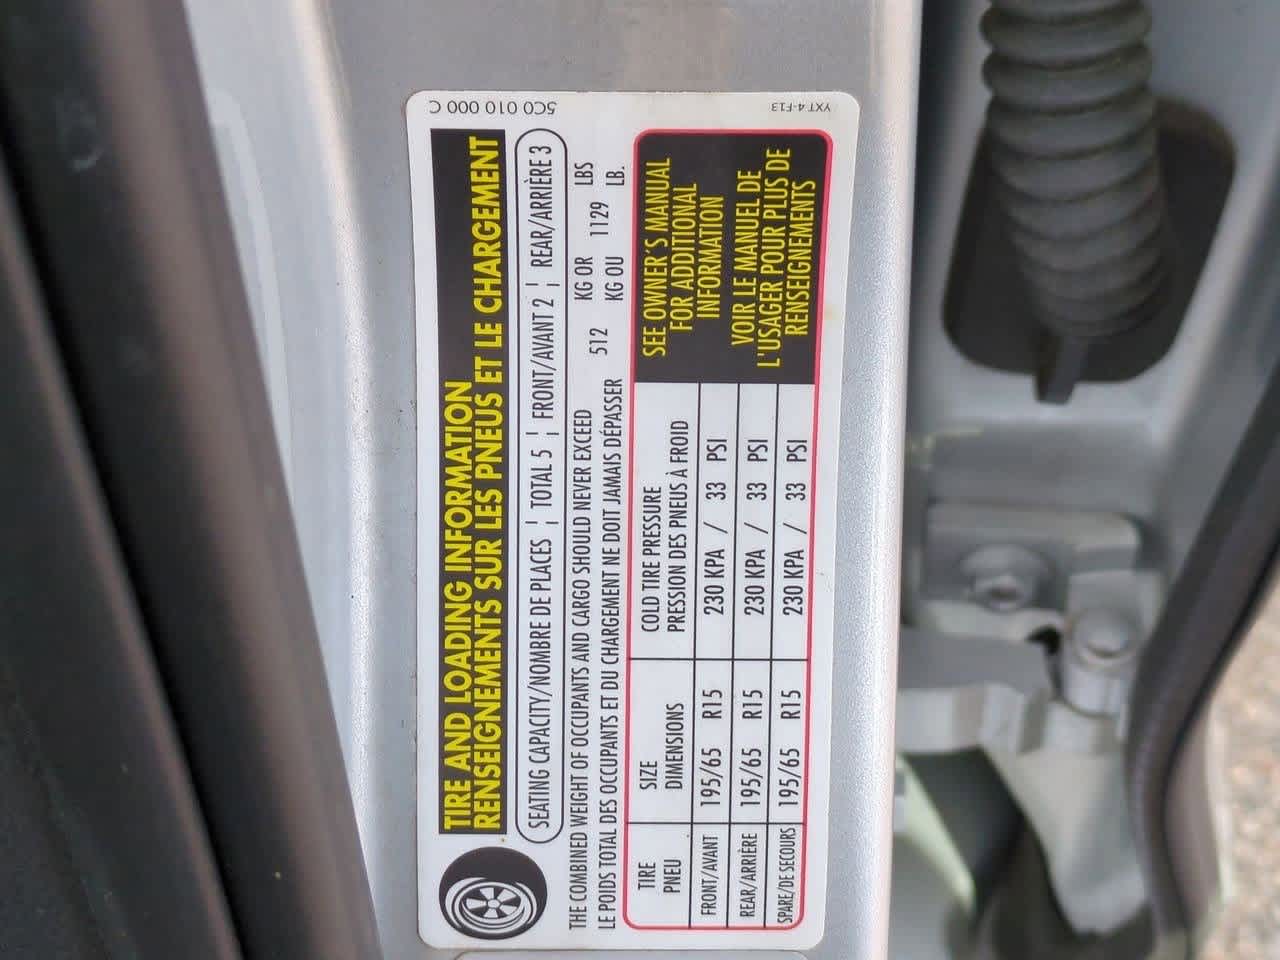 5C0 010 000 C
YXT 4-F13
TIRE AND LOADING INFORMATION
RENSEIGNEMENTS SUR LES PNEUS ET LE CHARGEMENT
SEATING CAPACITY/NOMBRE DE PLACES ¦ TOTAL 5 ¦ FRONT/AVANT 2 ¦ REAR/ARRIÈRE 3
THE COMBINED WEIGHT OF OCCUPANTS AND CARGO SHOULD NEVER EXCEED 512 KG OR 1129 LBS
LE POIDS TOTAL DES OCCUPANTS ET DU CHARGEMENT NE DOIT JAMAIS DÉPASSER KG OU LB.
TIRE SIZE COLD TIRE PRESSURE
PNEU DIMENSIONS PRESSION DES PNEUS À FROID
FRONT/AVANT 195/65 R15 230 KPA / 33 PSI
REAR/ARRIÈRE 195/65 R15 230 KPA / 33 PSI
SPARE/DE SECOURS 195/65 R15 230 KPA / 33 PSI
SEE OWNER'S MANUAL
FOR ADDITIONAL
INFORMATION
VOIR LE MANUEL DE
L'USAGER POUR PLUS DE
RENSEIGNEMENTS